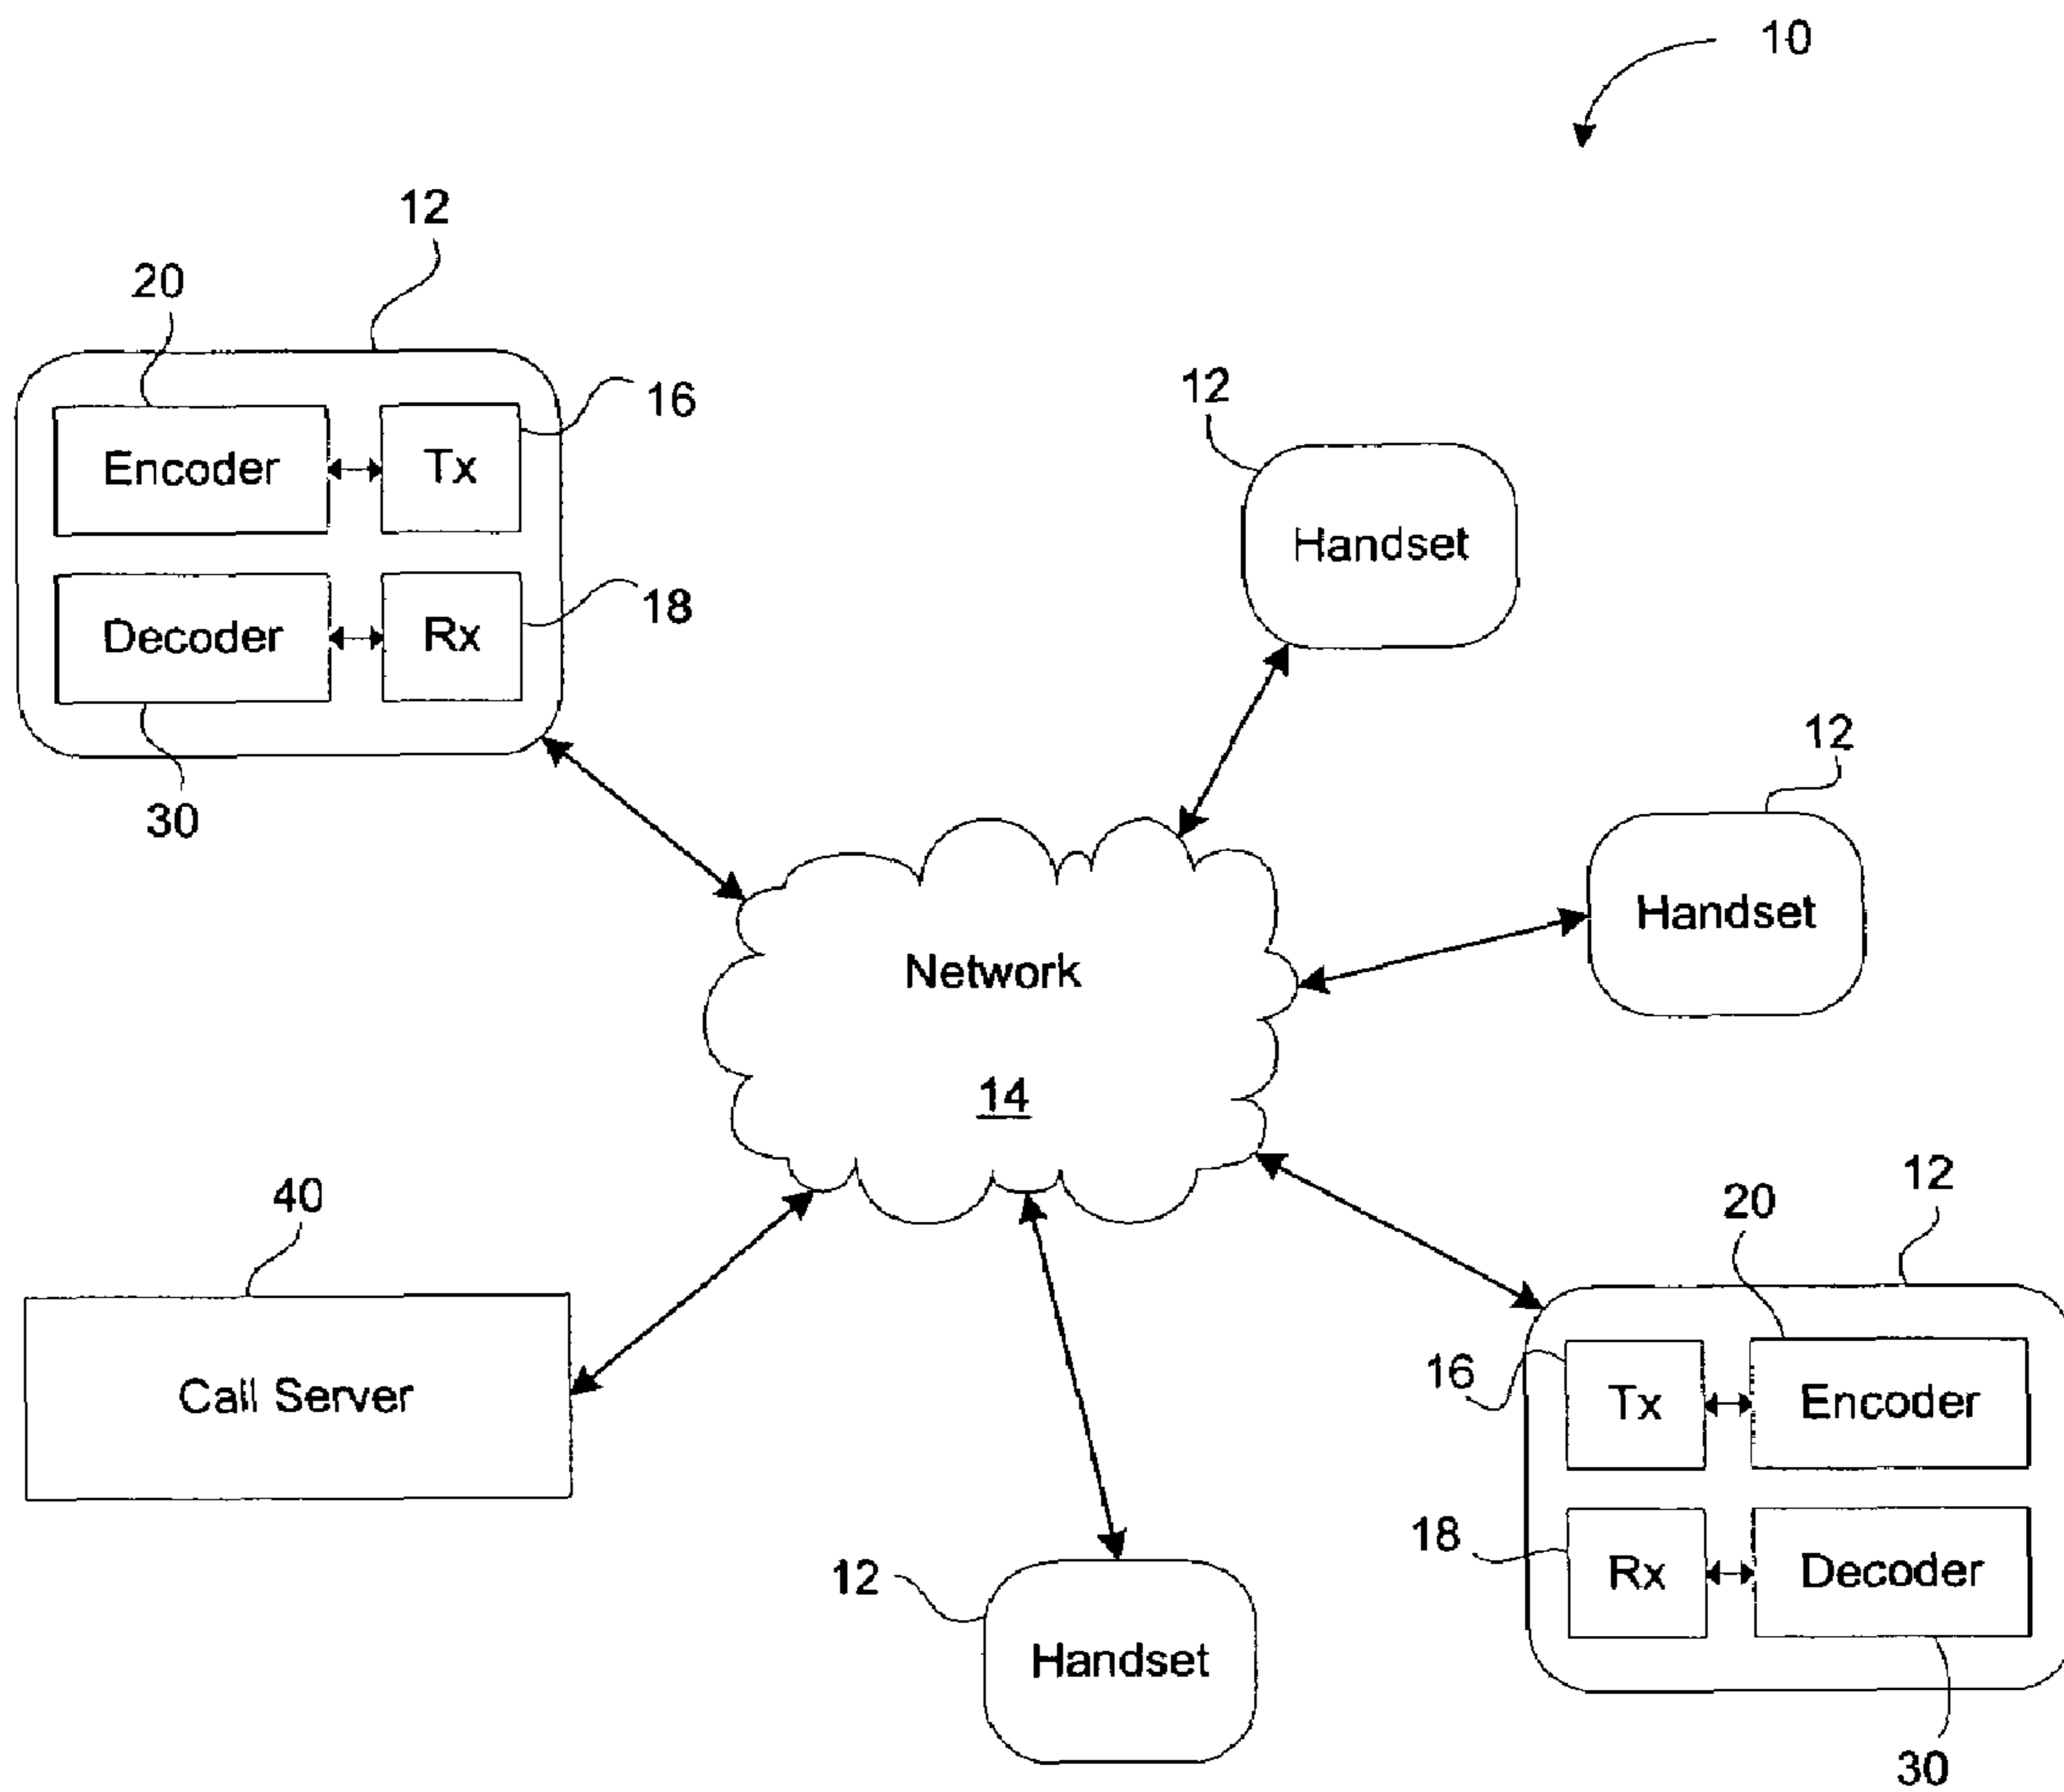 10
12
20
16
Encoder
Tx
18
Decoder
Rx
30
12
Handset
12
Handset
Network
14
40
Call Server
12
Handset
12
20
16
Tx
Encoder
18
Rx
Decoder
30